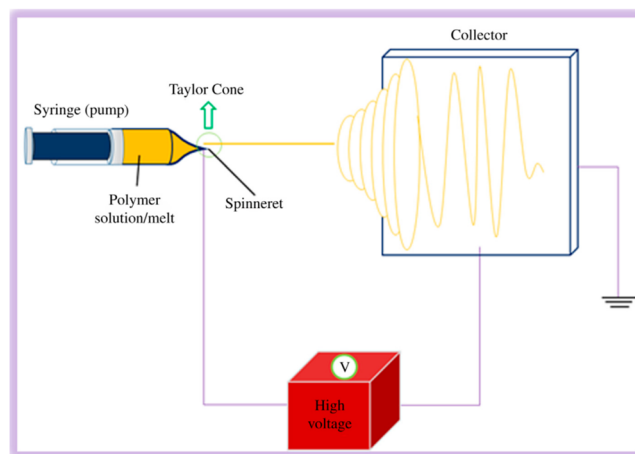 Collector
Taylor Cone
Syringe (pump)
Polymer
solution/melt
Spinneret
V
High
voltage